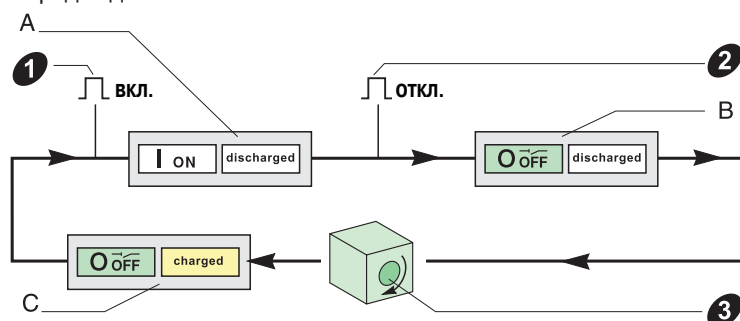 A
1
ВКЛ.
2
ОТКЛ.
B
I ON discharged
O OFF discharged
O OFF charged
C
3